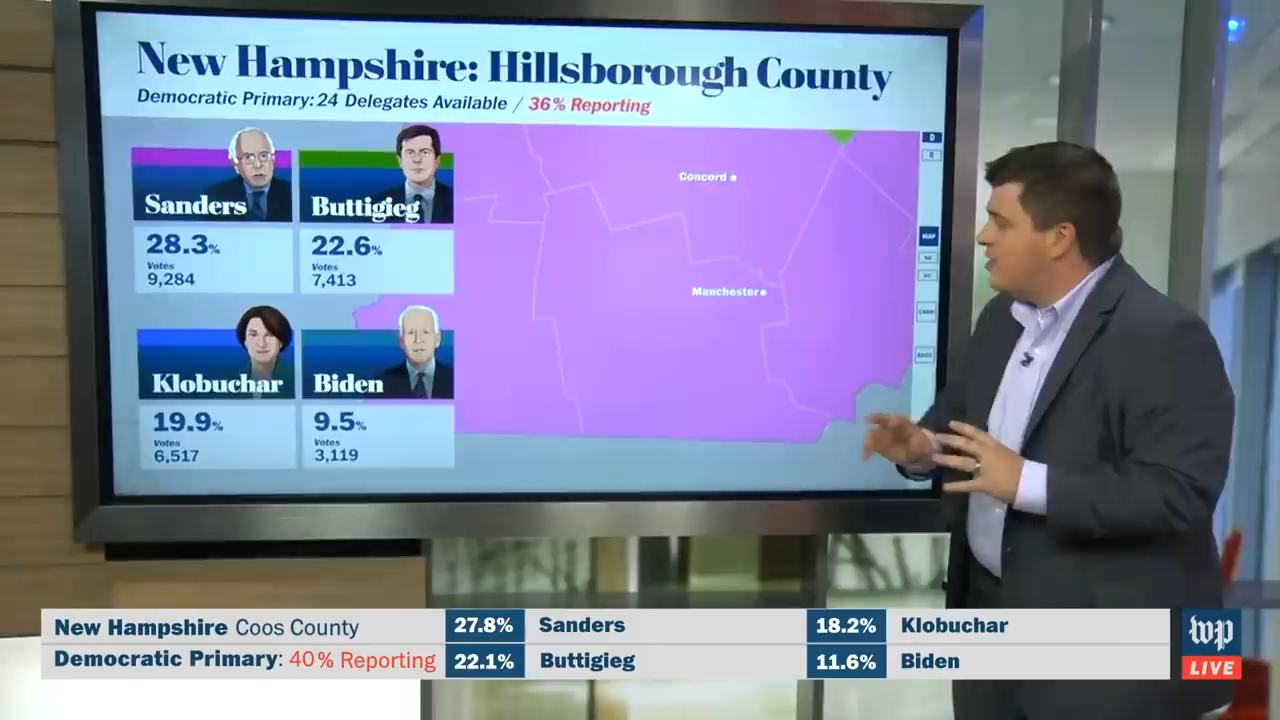 New Hampshire: Hillsborough County
Democratic Primary: 24 Delegates Available / 36% Reporting
Sanders
28.3%
Votes
9,284
Buttigieg
22.6%
Votes
7,413
Klobuchar
19.9%
Votes
6,517
Biden
9.5%
Votes
3,119
Concord
Manchester
D
R
MAP
New Hampshire Coos County
Democratic Primary: 40% Reporting
27.8% Sanders
22.1% Buttigieg
18.2% Klobuchar
11.6% Biden
wp
LIVE